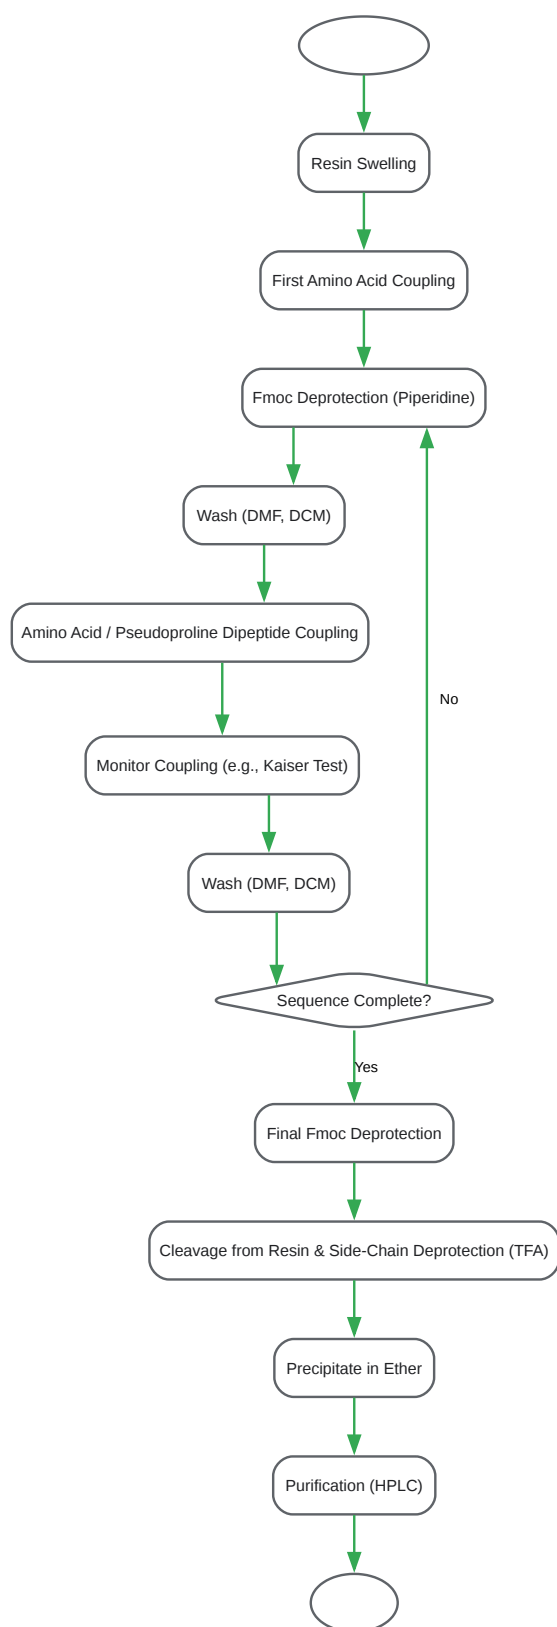 Resin Swelling
First Amino Acid Coupling
Fmoc Deprotection (Piperidine)
Wash (DMF, DCM)
Amino Acid / Pseudoproline Dipeptide Coupling
No
Monitor Coupling (e.g., Kaiser Test)
Wash (DMF, DCM)
Sequence Complete?
Yes
Final Fmoc Deprotection
Cleavage from Resin & Side-Chain Deprotection (TFA)
Precipitate in Ether
Purification (HPLC)